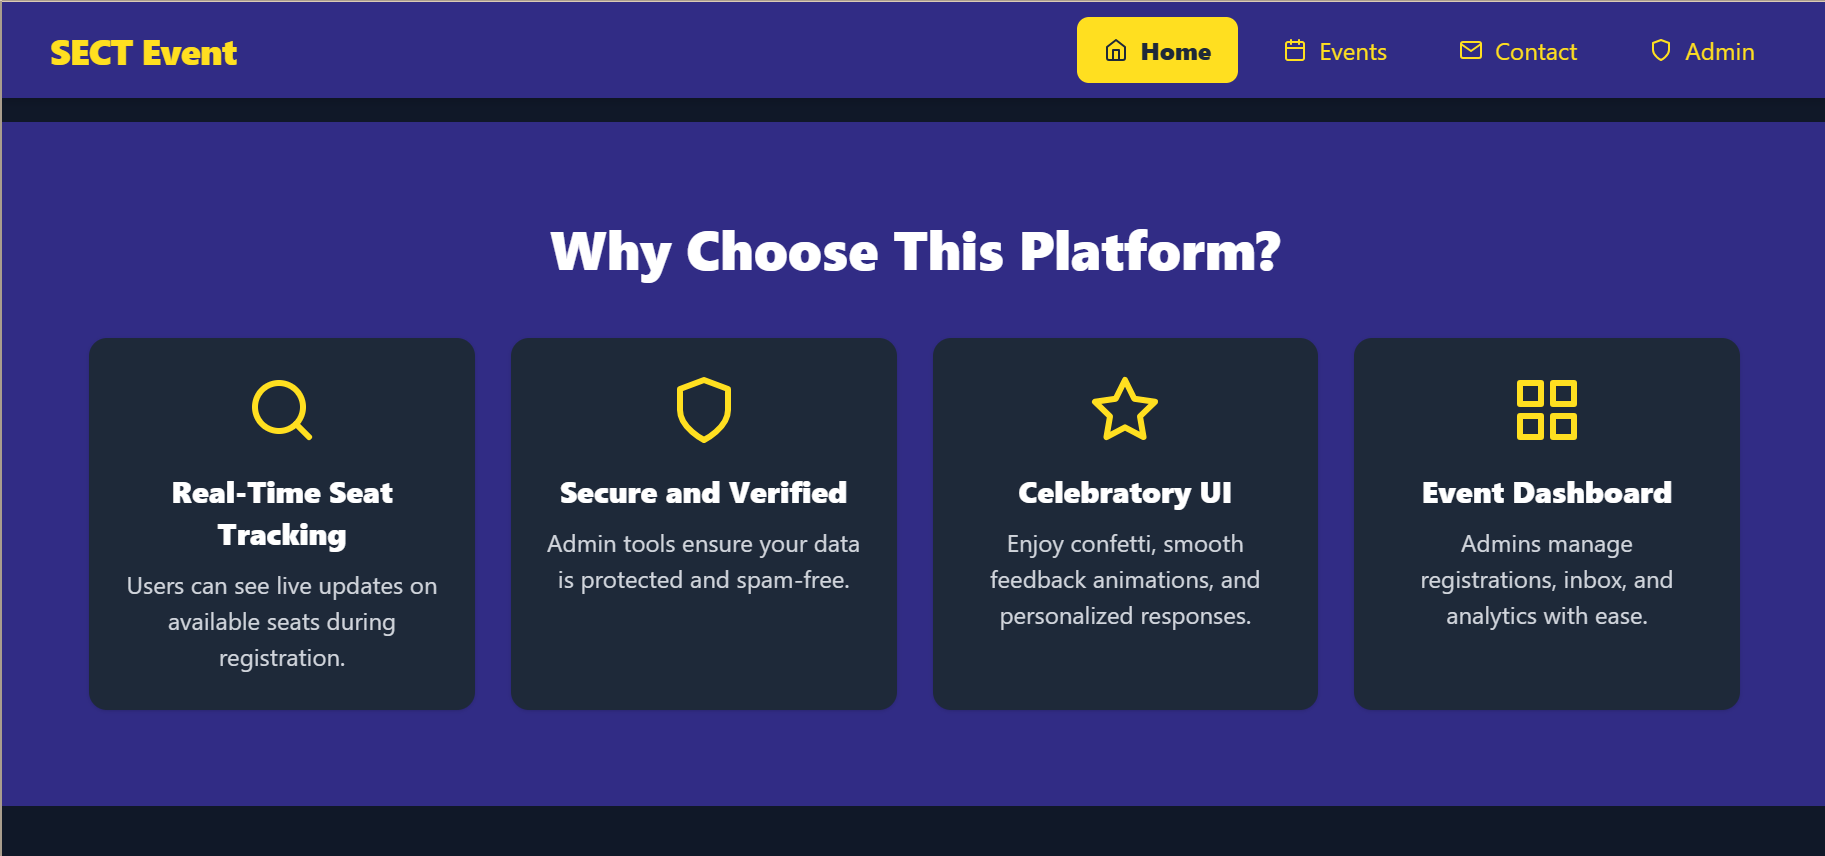 SECT Event
Home
Events
Contact
Admin
Why Choose This Platform?
Real-Time Seat
Tracking
Users can see live updates on
available seats during
registration.
Secure and Verified
Admin tools ensure your data
is protected and spam-free.
Celebratory UI
Enjoy confetti, smooth
feedback animations, and
personalized responses.
Event Dashboard
Admins manage
registrations, inbox, and
analytics with ease.